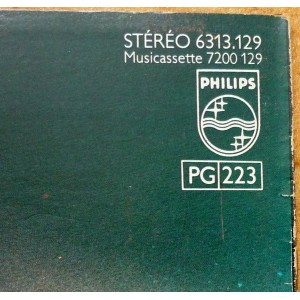 STÉRÉO 6313.129
Musicassette 7200 129
PHILIPS
PG 223